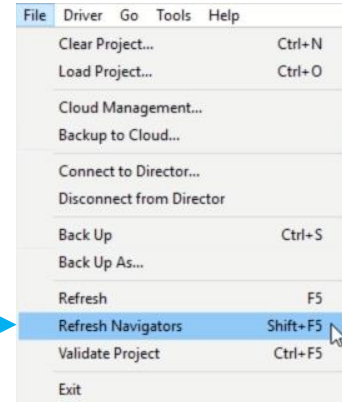 File Driver Go Tools Help
Clear Project... Ctrl+N
Load Project... Ctrl+O
Cloud Management...
Backup to Cloud...
Connect to Director...
Disconnect from Director
Back Up Ctrl+S
Back Up As...
Refresh F5
Refresh Navigators Shift+F5
Validate Project Ctrl+F5
Exit